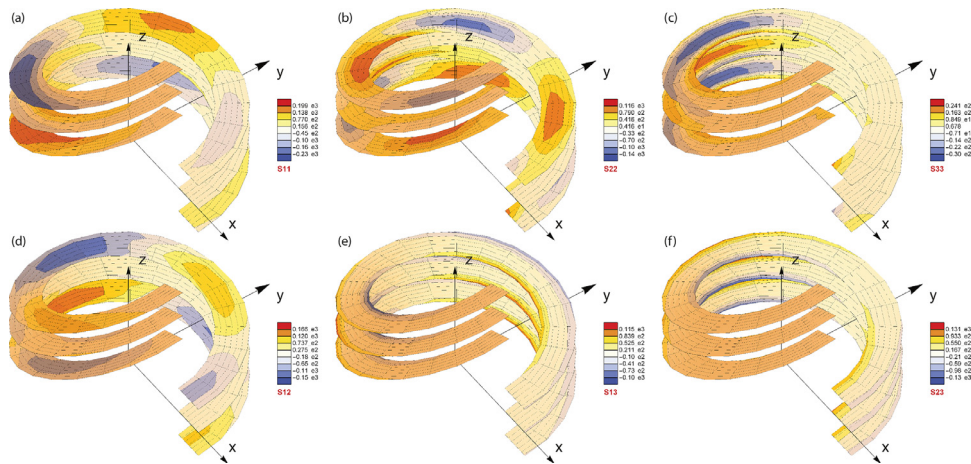 (a)
z
y
x
0.199 e3
0.138 e3
0.770 e2
0.156 e2
-0.45 e2
-0.10 e3
-0.16 e3
-0.23 e3
S11
(b)
z
y
x
0.116 e3
0.790 e2
0.416 e2
0.416 e1
-0.33 e2
-0.70 e2
-0.10 e3
-0.14 e3
S22
(c)
z
y
x
0.241 e2
0.163 e2
0.849 e1
0.678
-0.71 e1
-0.14 e2
-0.22 e2
-0.30 e2
S33
(d)
z
y
x
0.166 e3
0.120 e3
0.737 e2
0.275 e2
-0.18 e2
-0.65 e2
-0.11 e3
-0.15 e3
S12
(e)
z
y
x
0.115 e3
0.838 e2
0.525 e2
0.211 e2
-0.10 e2
-0.41 e2
-0.73 e2
-0.10 e3
S13
(f)
z
y
x
0.131 e3
0.933 e2
0.550 e2
0.167 e2
-0.21 e2
-0.59 e2
-0.98 e2
-0.13 e3
S23